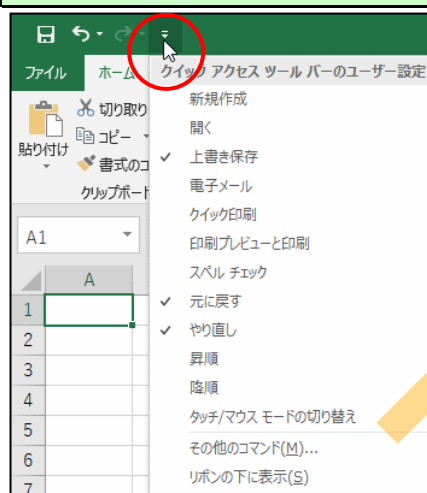 ファイル
ホーム
クイック アクセス ツール バーのユーザー設定
切り取り
コピー
貼り付け
書式のコ
クリップボード
新規作成
開く
✓ 上書き保存
電子メール
クイック印刷
印刷プレビューと印刷
スペル チェック
✓ 元に戻す
✓ やり直し
昇順
降順
タッチ/マウス モードの切り替え
その他のコマンド(M)...
リボンの下に表示(S)
A1
A
1
2
3
4
5
6
7